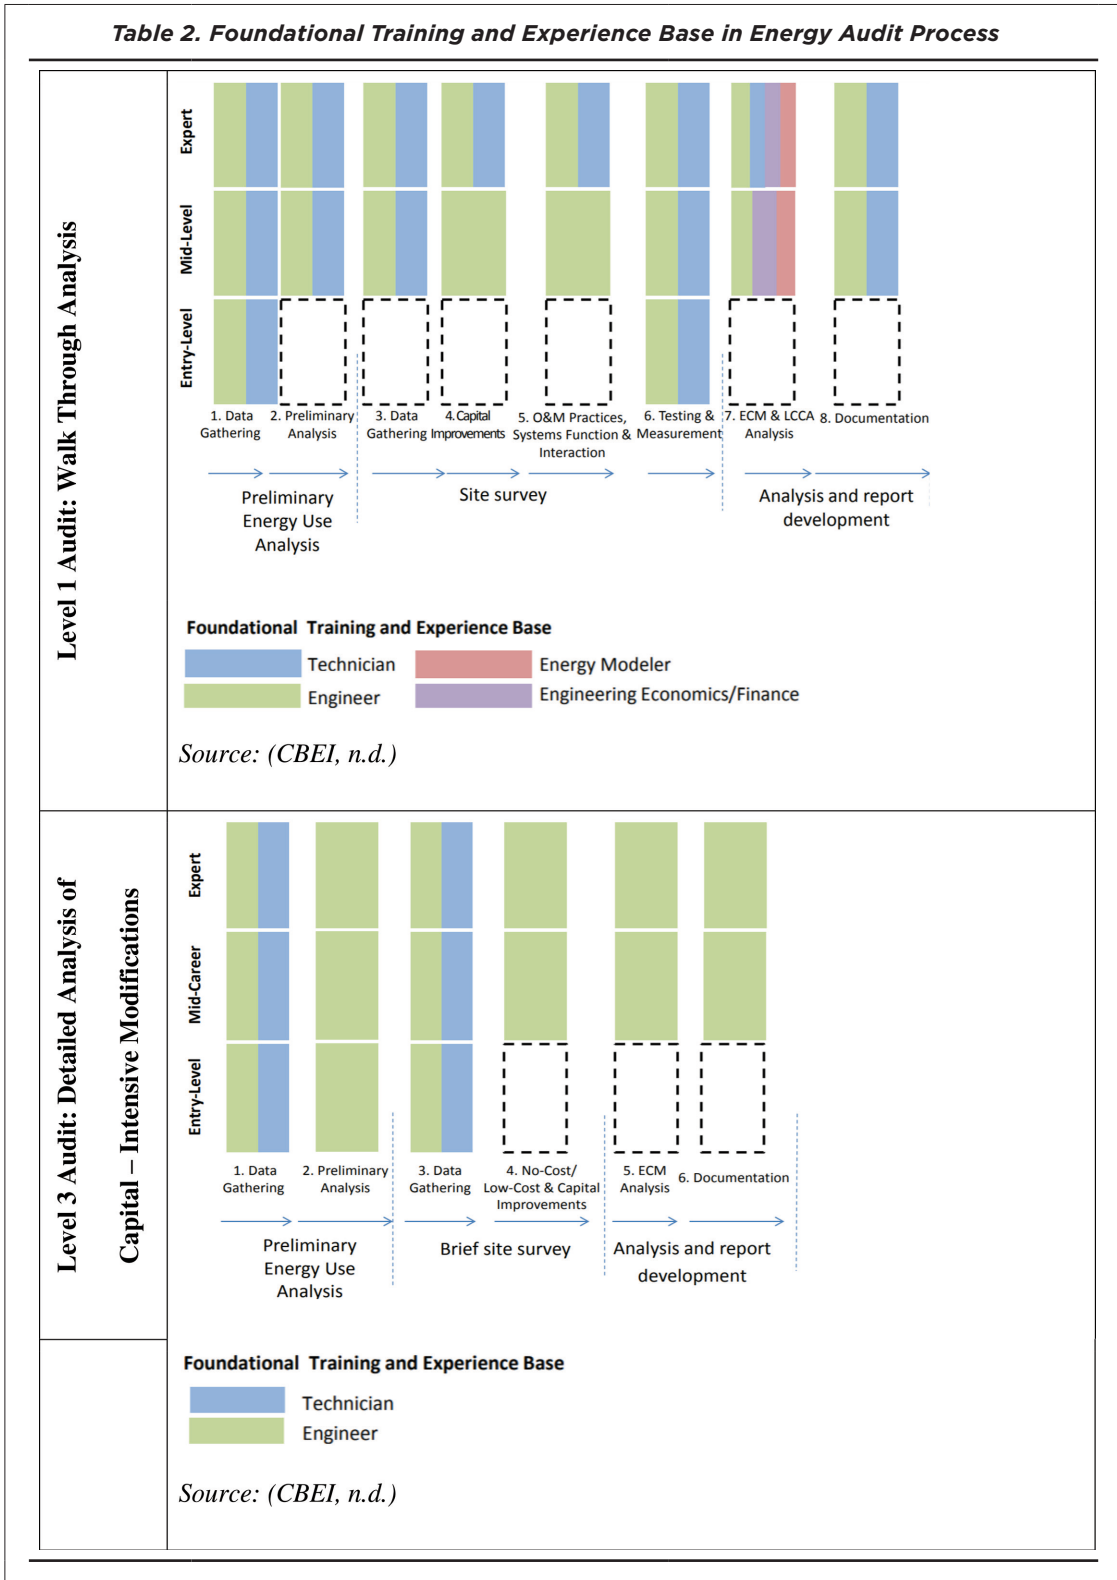 Table 2. Foundational Training and Experience Base in Energy Audit Process
Level 1 Audit: Walk Through Analysis
Expert
Mid-Level
Entry-Level
1. Data
Gathering
2. Preliminary
Analysis
3. Data
Gathering
4. Capital
Improvements
5. O&M Practices,
Systems Function &
Interaction
6. Testing &
Measurement
7. ECM & LCCA
Analysis
8. Documentation
Preliminary
Energy Use
Analysis
Site survey
Analysis and report
development
Foundational Training and Experience Base
Technician
Energy Modeler
Engineer
Engineering Economics/Finance
Source: (CBEI, n.d.)
Level 3 Audit: Detailed Analysis of
Capital – Intensive Modifications
Expert
Mid-Career
Entry-Level
1. Data
Gathering
2. Preliminary
Analysis
3. Data
Gathering
4. No-Cost/
Low-Cost & Capital
Improvements
5. ECM
Analysis
6. Documentation
Preliminary
Energy Use
Analysis
Brief site survey
Analysis and report
development
Foundational Training and Experience Base
Technician
Engineer
Source: (CBEI, n.d.)